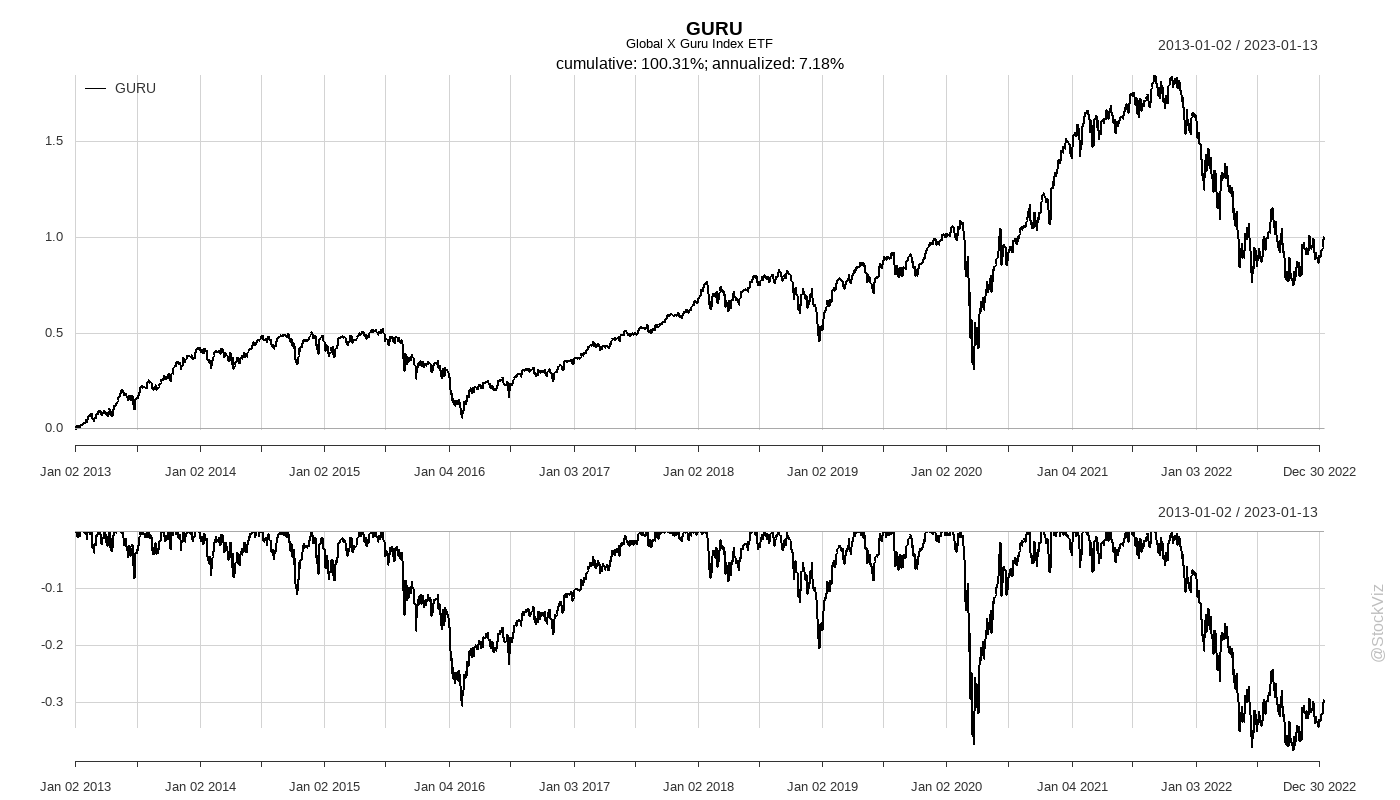 GURU
Global X Guru Index ETF
2013-01-02 / 2023-01-13
cumulative: 100.31%; annualized: 7.18%
GURU
1.5
1.0
0.5
0.0
Jan 02 2013 Jan 02 2014 Jan 02 2015 Jan 04 2016 Jan 03 2017 Jan 02 2018 Jan 02 2019 Jan 02 2020 Jan 04 2021 Jan 03 2022 Dec 30 2022
2013-01-02 / 2023-01-13
-0.1
-0.2
-0.3
@StockViz
Jan 02 2013 Jan 02 2014 Jan 02 2015 Jan 04 2016 Jan 03 2017 Jan 02 2018 Jan 02 2019 Jan 02 2020 Jan 04 2021 Jan 03 2022 Dec 30 2022